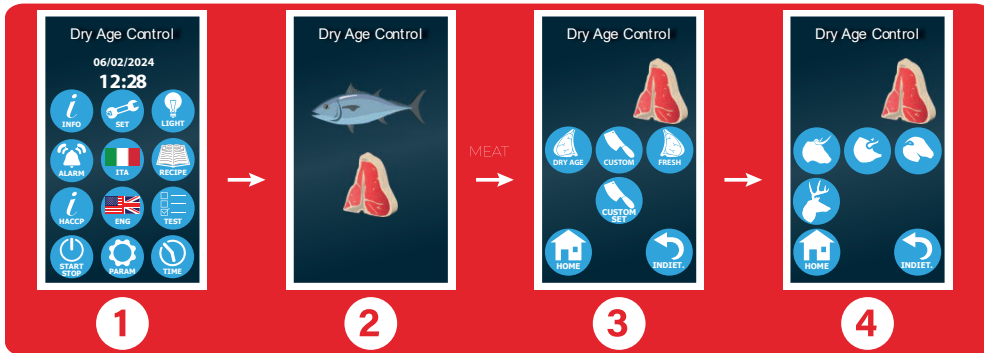 Dry Age Control
06/02/2024
12:28
INFO
SET
LIGHT
ALARM
ITA
RECIPE
HACCP
ENG
TEST
START
STOP
PARAM
TIME
1
Dry Age Control
2
MEAT
Dry Age Control
DRY AGE
CUSTOM
FRESH
CUSTOM
SET
HOME
INDIET.
3
Dry Age Control
HOME
INDIET.
4